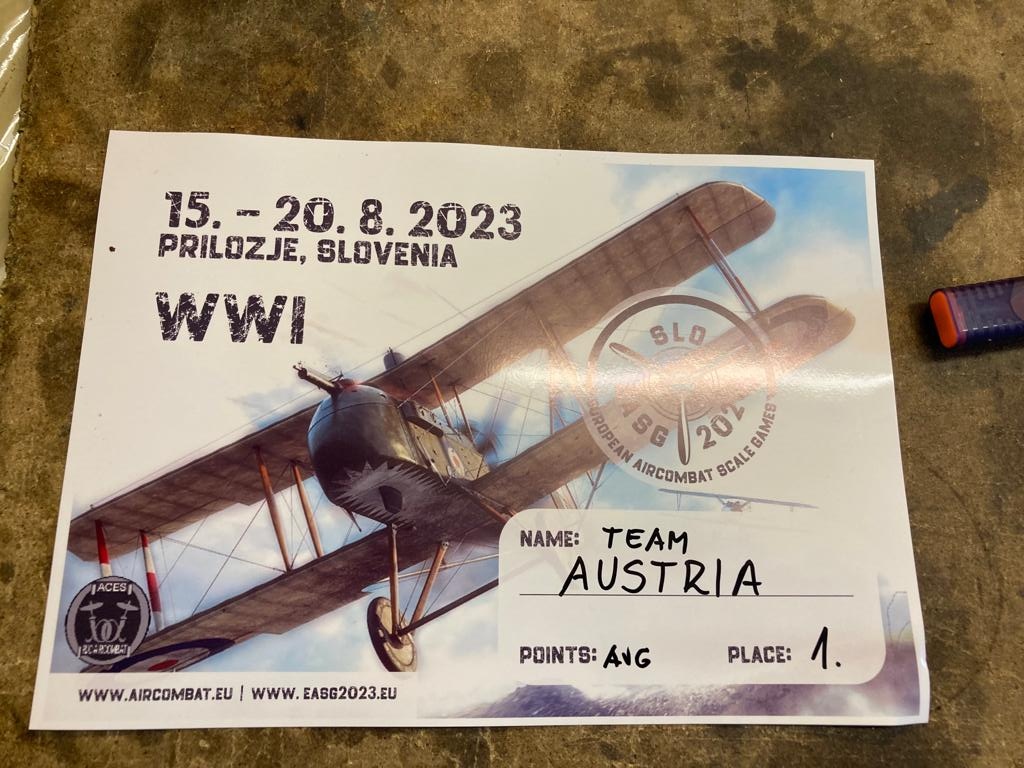 15. - 20. 8. 2023
PRILOZJE, SLOVENIA
WWI
SLO
EASG 202
EUROPEAN AIRCOMBAT SCALE GAMES
NAME: TEAM
AUSTRIA
POINTS: AVG PLACE: 1.
ACES
WWW.AIRCOMBAT.EU | WWW.EASG2023.EU